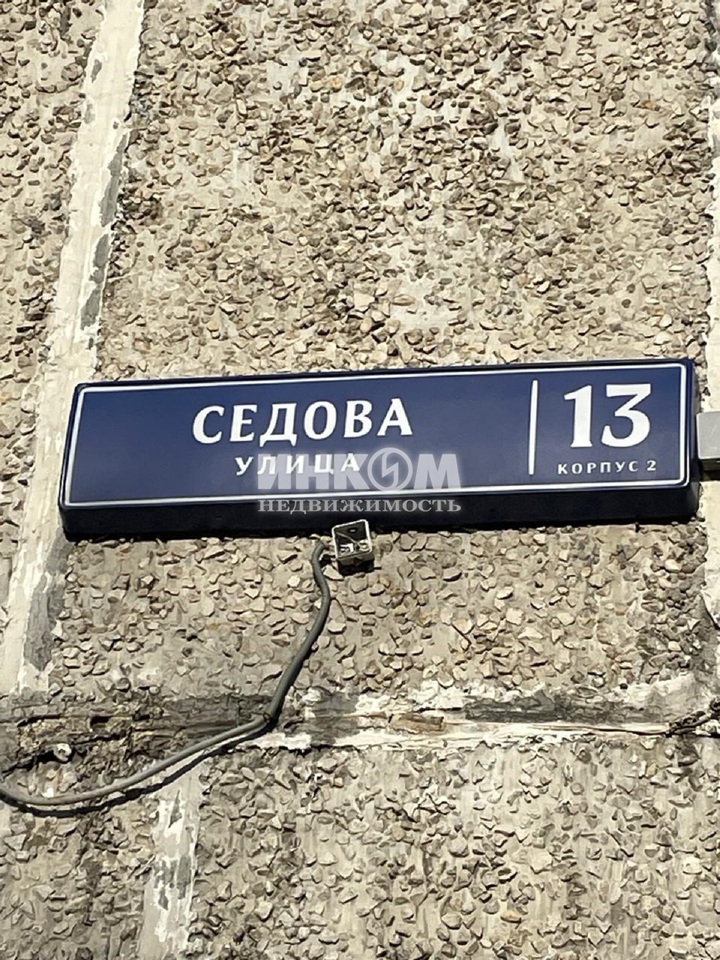 СЕДОВА
УЛИЦА
13
КОРПУС 2
ИНКОМ
НЕДВИЖИМОСТЬ